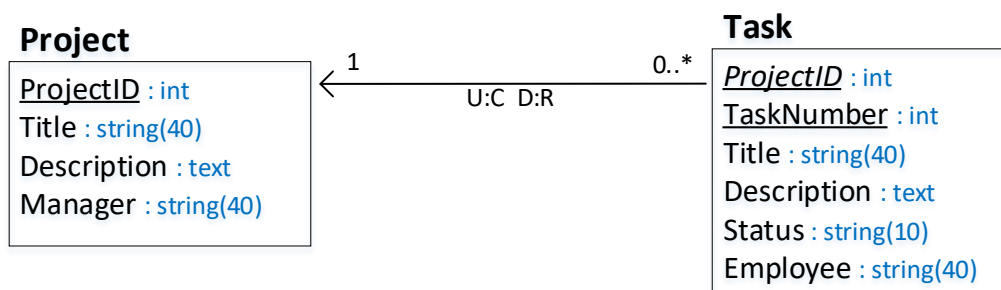 Project
ProjectID : int
Title : string(40)
Description : text
Manager : string(40)
1
0..*
U:C D:R
Task
ProjectID : int
TaskNumber : int
Title : string(40)
Description : text
Status : string(10)
Employee : string(40)